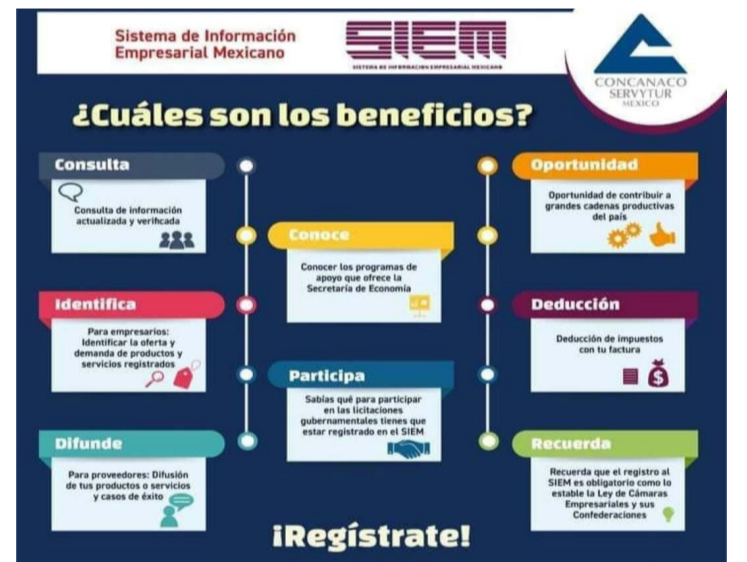 Sistema de Información
Empresarial Mexicano
SIEM
SISTEMA DE INFORMACIÓN EMPRESARIAL MEXICANO
CONCANACO
SERVYTUR
MÉXICO
¿Cuáles son los beneficios?
Consulta
Consulta de información
actualizada y verificada
Identifica
Para empresarios:
Identificar la oferta y
demanda de productos y
servicios registrados
Difunde
Para proveedores: Difusión
de tus productos o servicios
y casos de éxito
Conoce
Conocer los programas de
apoyo que ofrece la
Secretaría de Economía
Participa
Sabías qué para participar
en las licitaciones
gubernamentales tienes que
estar registrado en el SIEM
Oportunidad
Oportunidad de contribuir a
grandes cadenas productivas
del país
Deducción
Deducción de impuestos
con tu factura
$
Recuerda
Recuerda que el registro al
SIEM es obligatorio como lo
estable la Ley de Cámaras
Empresariales y sus
Confederaciones
¡Regístrate!